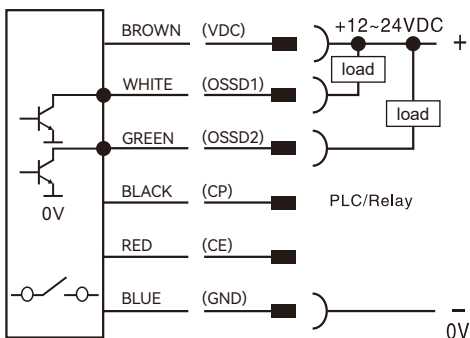 BROWN (VDC) +12~24VDC +
load
WHITE (OSSD1)
load
GREEN (OSSD2)
0V
BLACK (CP) PLC/Relay
RED (CE)
BLUE (GND) −
0V